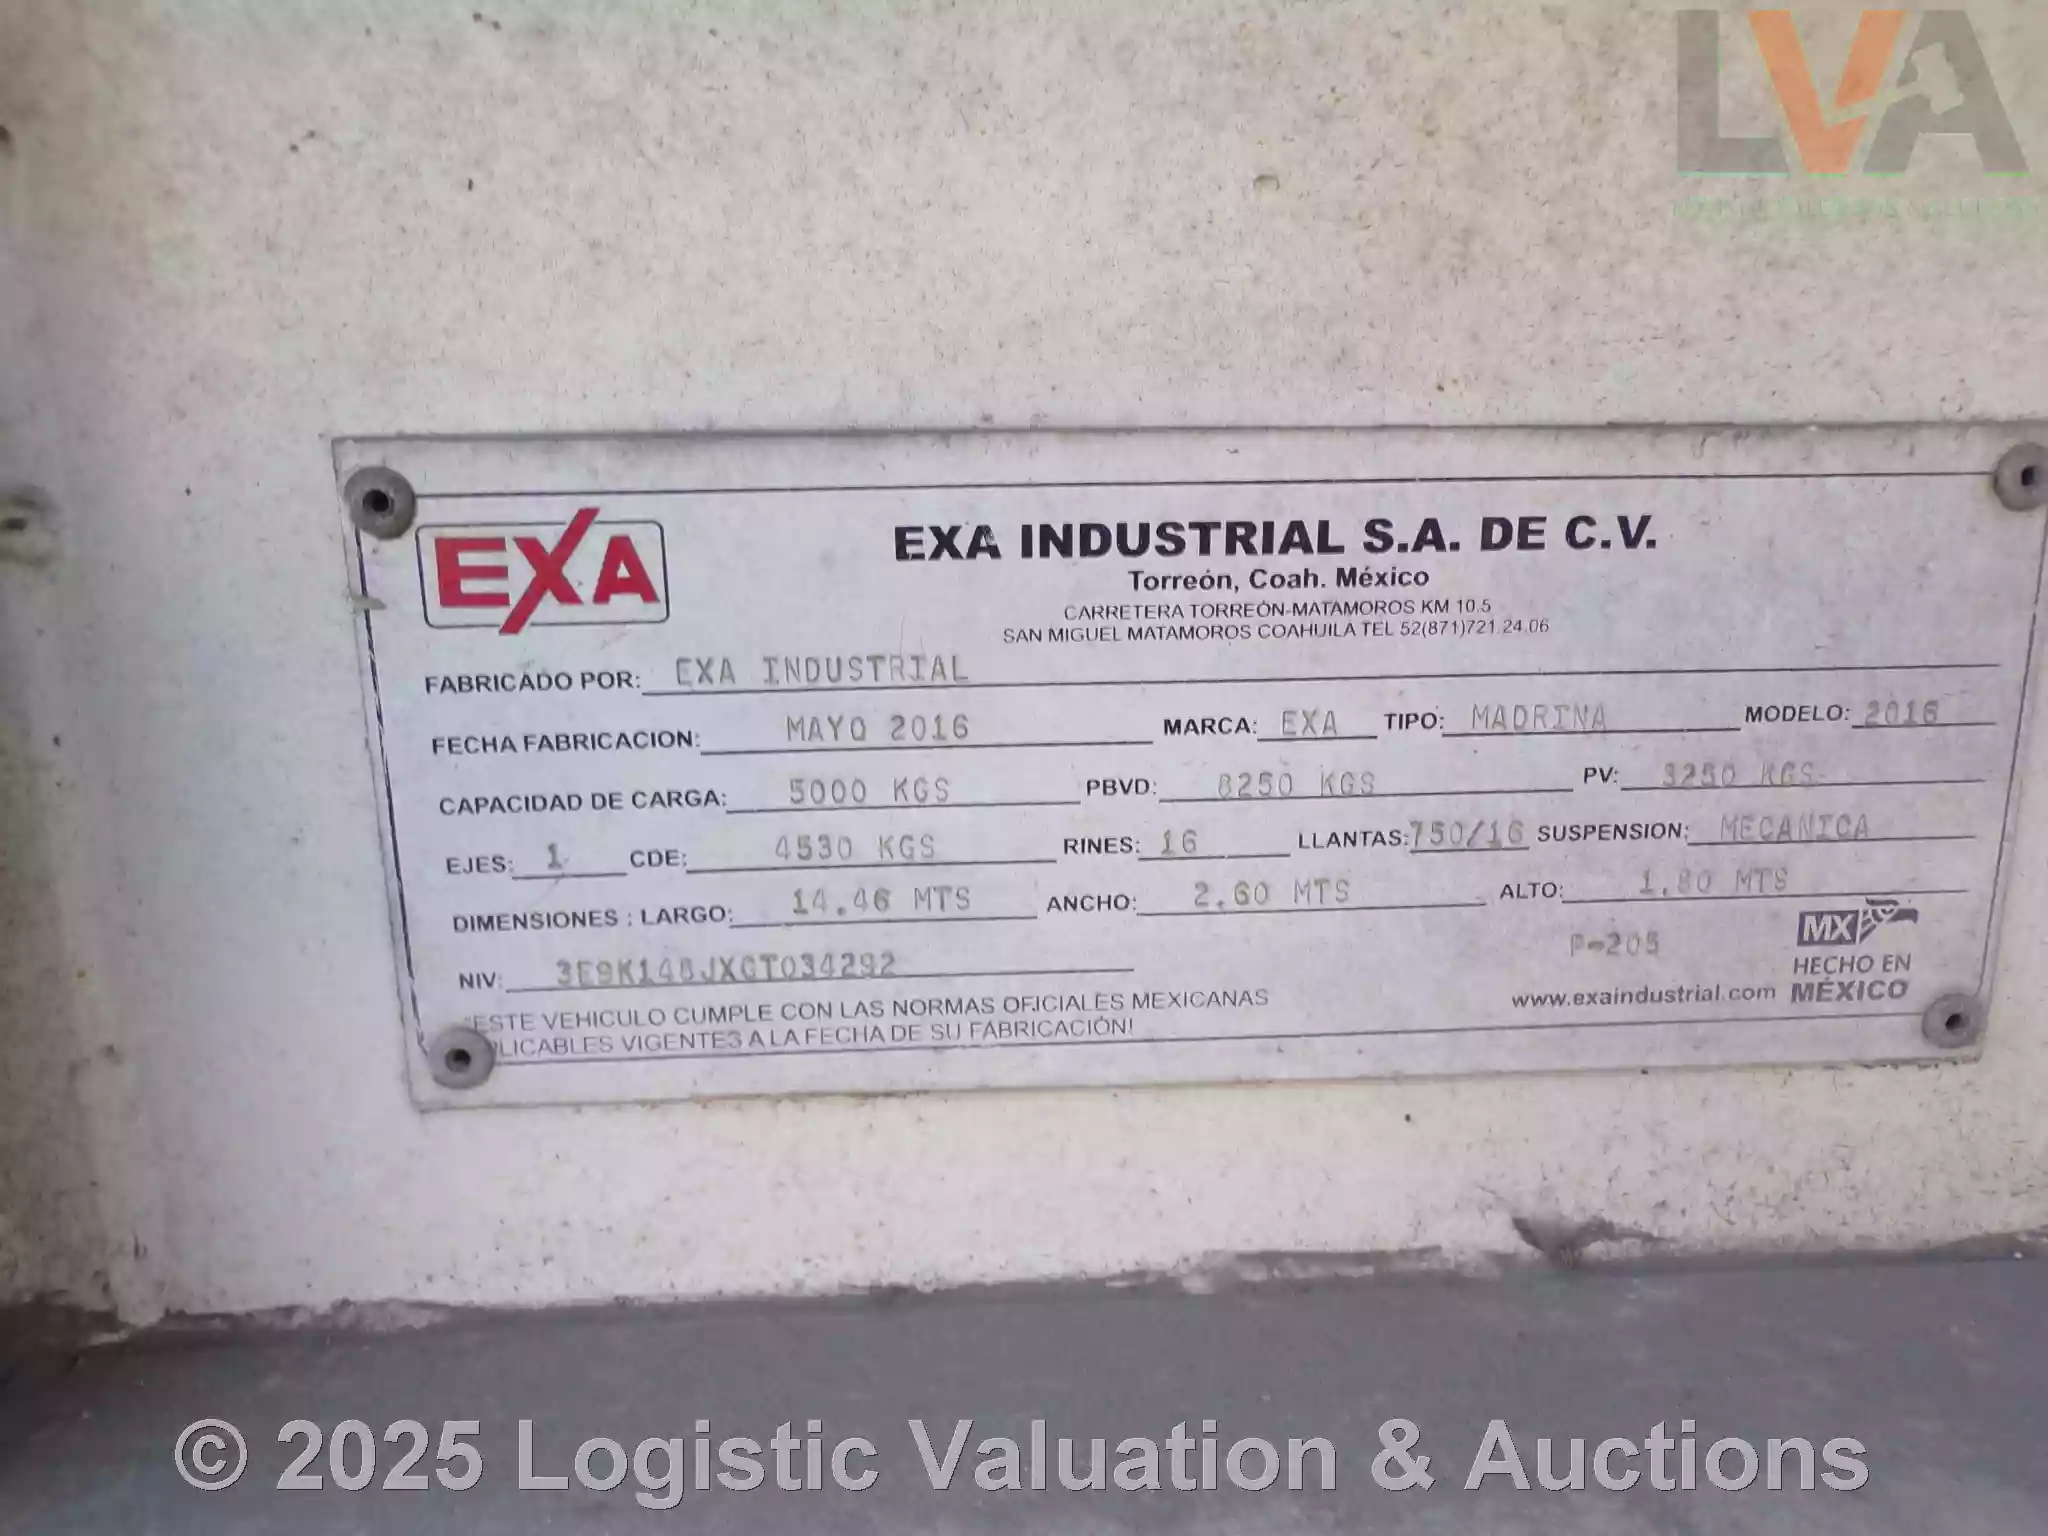 LVA
EXA
EXA INDUSTRIAL S.A. DE C.V.
Torreón, Coah. México
CARRETERA TORREÓN-MATAMOROS KM 10.5
SAN MIGUEL MATAMOROS COAHUILA TEL 52(871)721.24.06
FABRICADO POR: EXA INDUSTRIAL
FECHA FABRICACION: MAYO 2016 MARCA: EXA TIPO: MADRINA MODELO: 2016
CAPACIDAD DE CARGA: 5000 KGS PBVD: 8250 KGS PV: 3250 KGS
EJES: 1 CDE: 4530 KGS RINES: 16 LLANTAS: 750/16 SUSPENSION: MECANICA
DIMENSIONES : LARGO: 14.46 MTS ANCHO: 2.60 MTS ALTO: 1.80 MTS
NIV: P-205
"ESTE VEHICULO CUMPLE CON LAS NORMAS OFICIALES MEXICANAS
PLICABLES VIGENTES A LA FECHA DE SU FABRICACIÓN!
www.exaindustrial.com
MX
HECHO EN
MÉXICO
© 2025 Logistic Valuation & Auctions